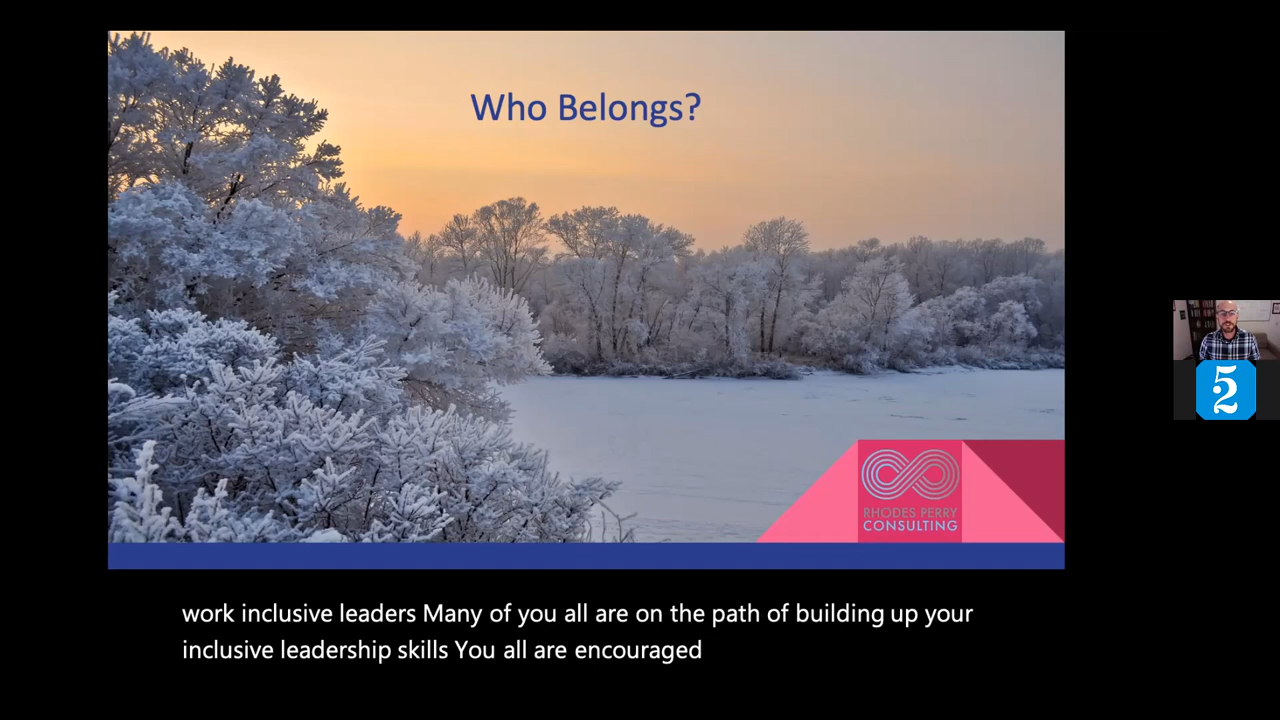 Who Belongs?
RHODES PERRY
CONSULTING
5
2
work inclusive leaders Many of you all are on the path of building up your
inclusive leadership skills You all are encouraged